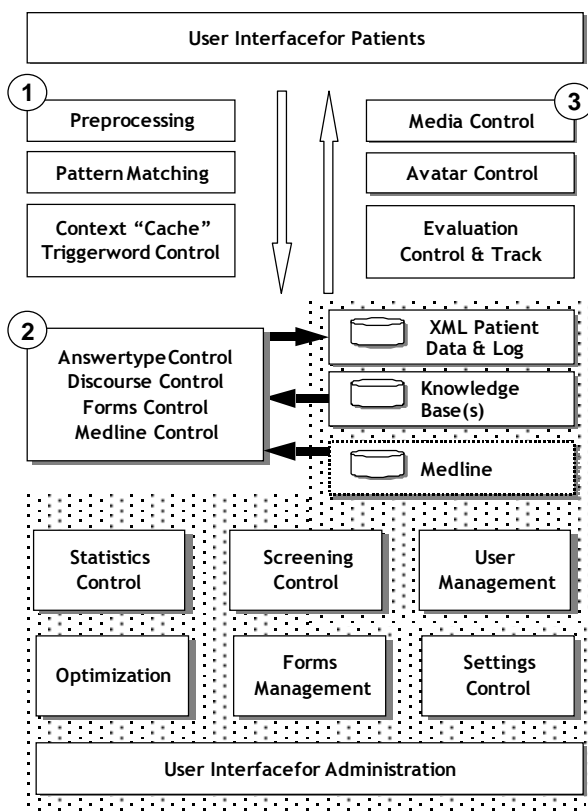 User Interfacefor Patients
1
Preprocessing
Pattern Matching
Context “Cache”
Triggerword Control
3
Media Control
Avatar Control
Evaluation
Control & Track
2
Answertype Control
Discourse Control
Forms Control
Medline Control
XML Patient
Data & Log
Knowledge
Base(s)
Medline
Statistics
Control
Screening
Control
User
Management
Optimization
Forms
Management
Settings
Control
User Interfacefor Administration